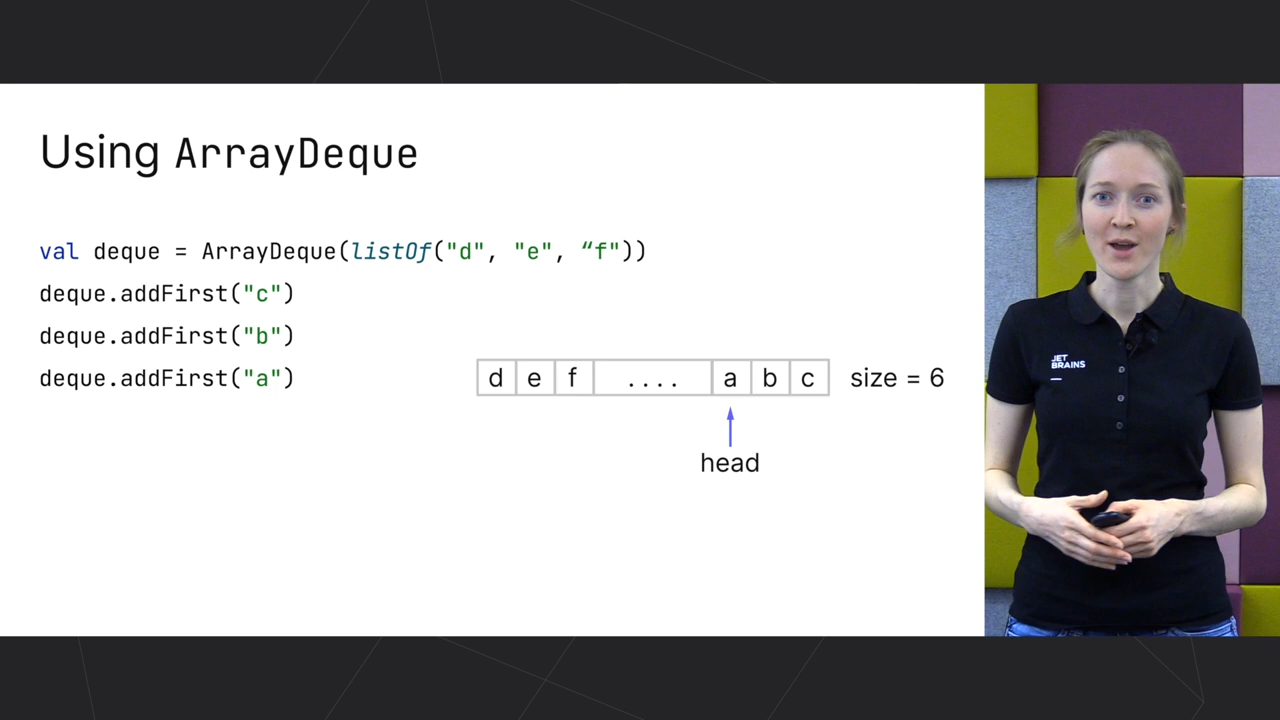 Using ArrayDeque
val deque = ArrayDeque(listOf("d", "e", “f"))
deque.addFirst("c")
deque.addFirst("b")
deque.addFirst("a")
d e f .... a b c size = 6
head
JET
BRAINS